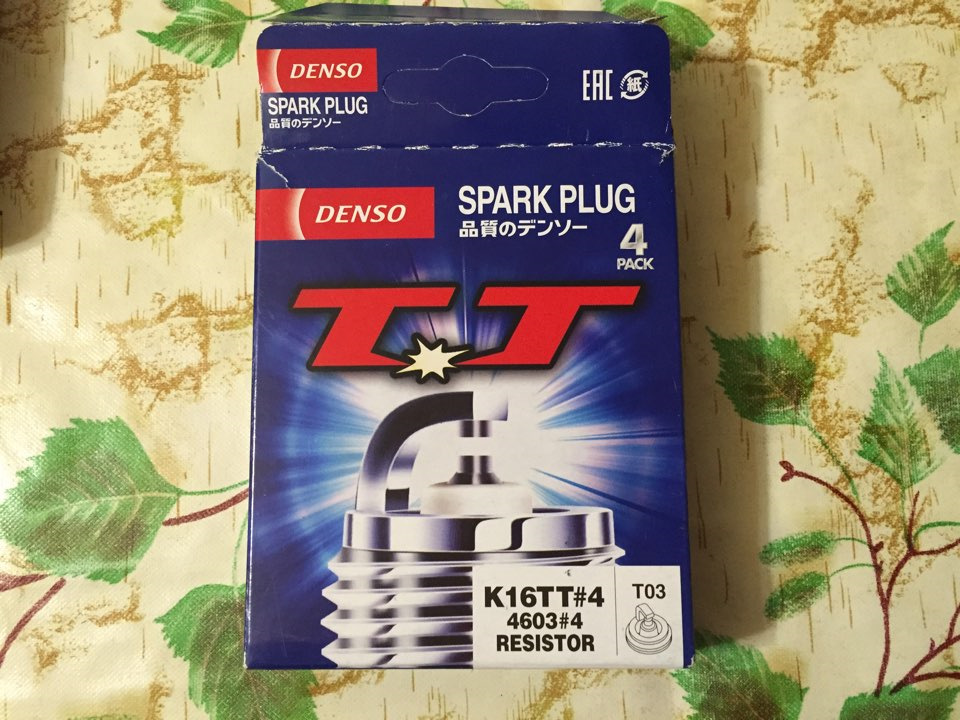 DENSO
SPARK PLUG
品質のデンソー
EAC 紙
DENSO
SPARK PLUG
品質のデンソー
4
PACK
TT
K16TT#4
4603#4
RESISTOR
T03